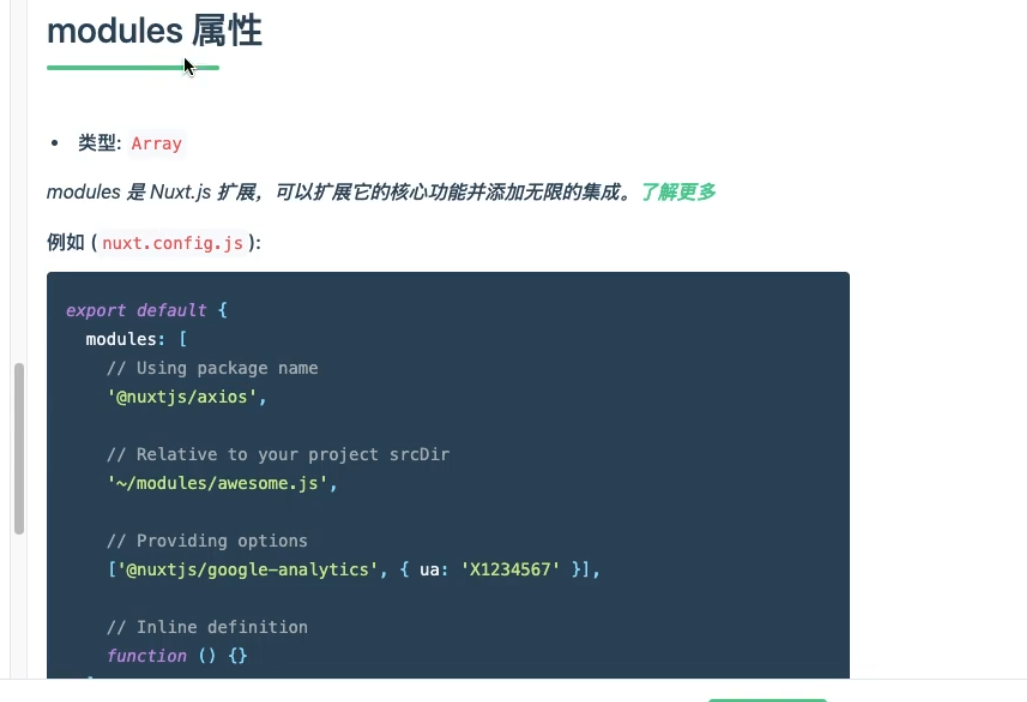 modules 属性
• 类型: Array
modules 是 Nuxt.js 扩展，可以扩展它的核心功能并添加无限的集成。了解更多
例如 (nuxt.config.js):
export default {
  modules: [
    // Using package name
    '@nuxtjs/axios',
    // Relative to your project srcDir
    '~/modules/awesome.js',
    // Providing options
    ['@nuxtjs/google-analytics', { ua: 'X1234567' }],
    // Inline definition
    function () {}